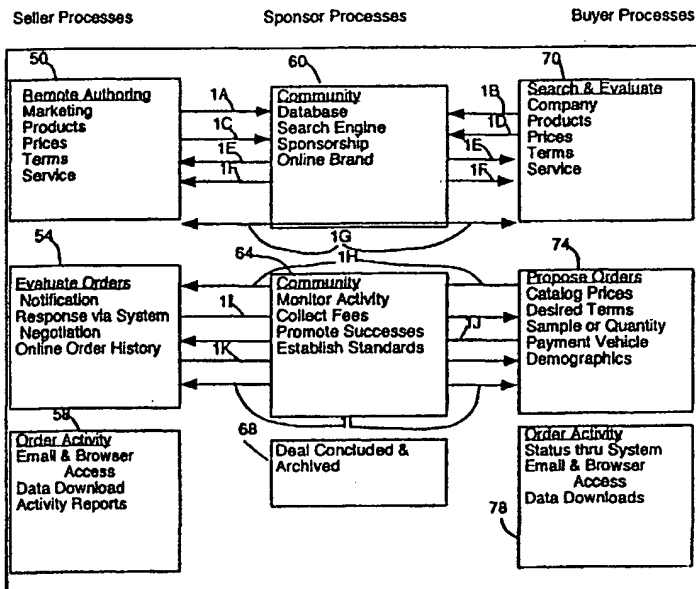 Seller Processes
Sponsor Processes
Buyer Processes
50
60
70
Remote Authoring
Marketing
Products
Prices
Terms
Service
1A
1C
1E
1F
Community
Database
Search Engine
Sponsorship
Online Brand
1B
1D
1E
1F
Search & Evaluate
Company
Products
Prices
Terms
Service
1G
1H
54
64
74
Evaluate Orders
Notification
Response via System
Negotiation
Online Order History
1I
1K
Community
Monitor Activity
Collect Fees
Promote Successes
Establish Standards
1J
Propose Orders
Catalog Prices
Desired Terms
Sample or Quantity
Payment Vehicle
Demographics
58
68
78
Order Activity
Email & Browser
Access
Data Download
Activity Reports
Deal Concluded &
Archived
Order Activity
Status thru System
Email & Browser
Access
Data Downloads